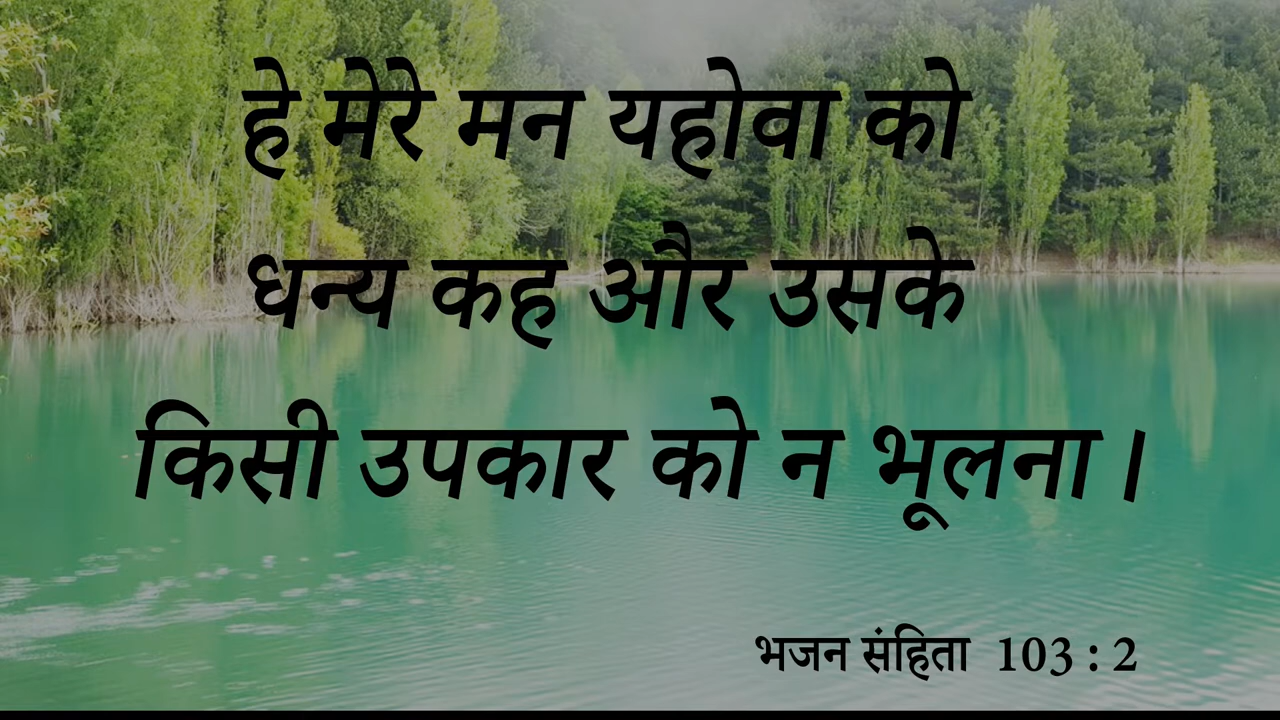 हे मेरे मन यहोवा को
धन्य कह और उसके
किसी उपकार को न भूलना।
भजन संहिता 103 : 2